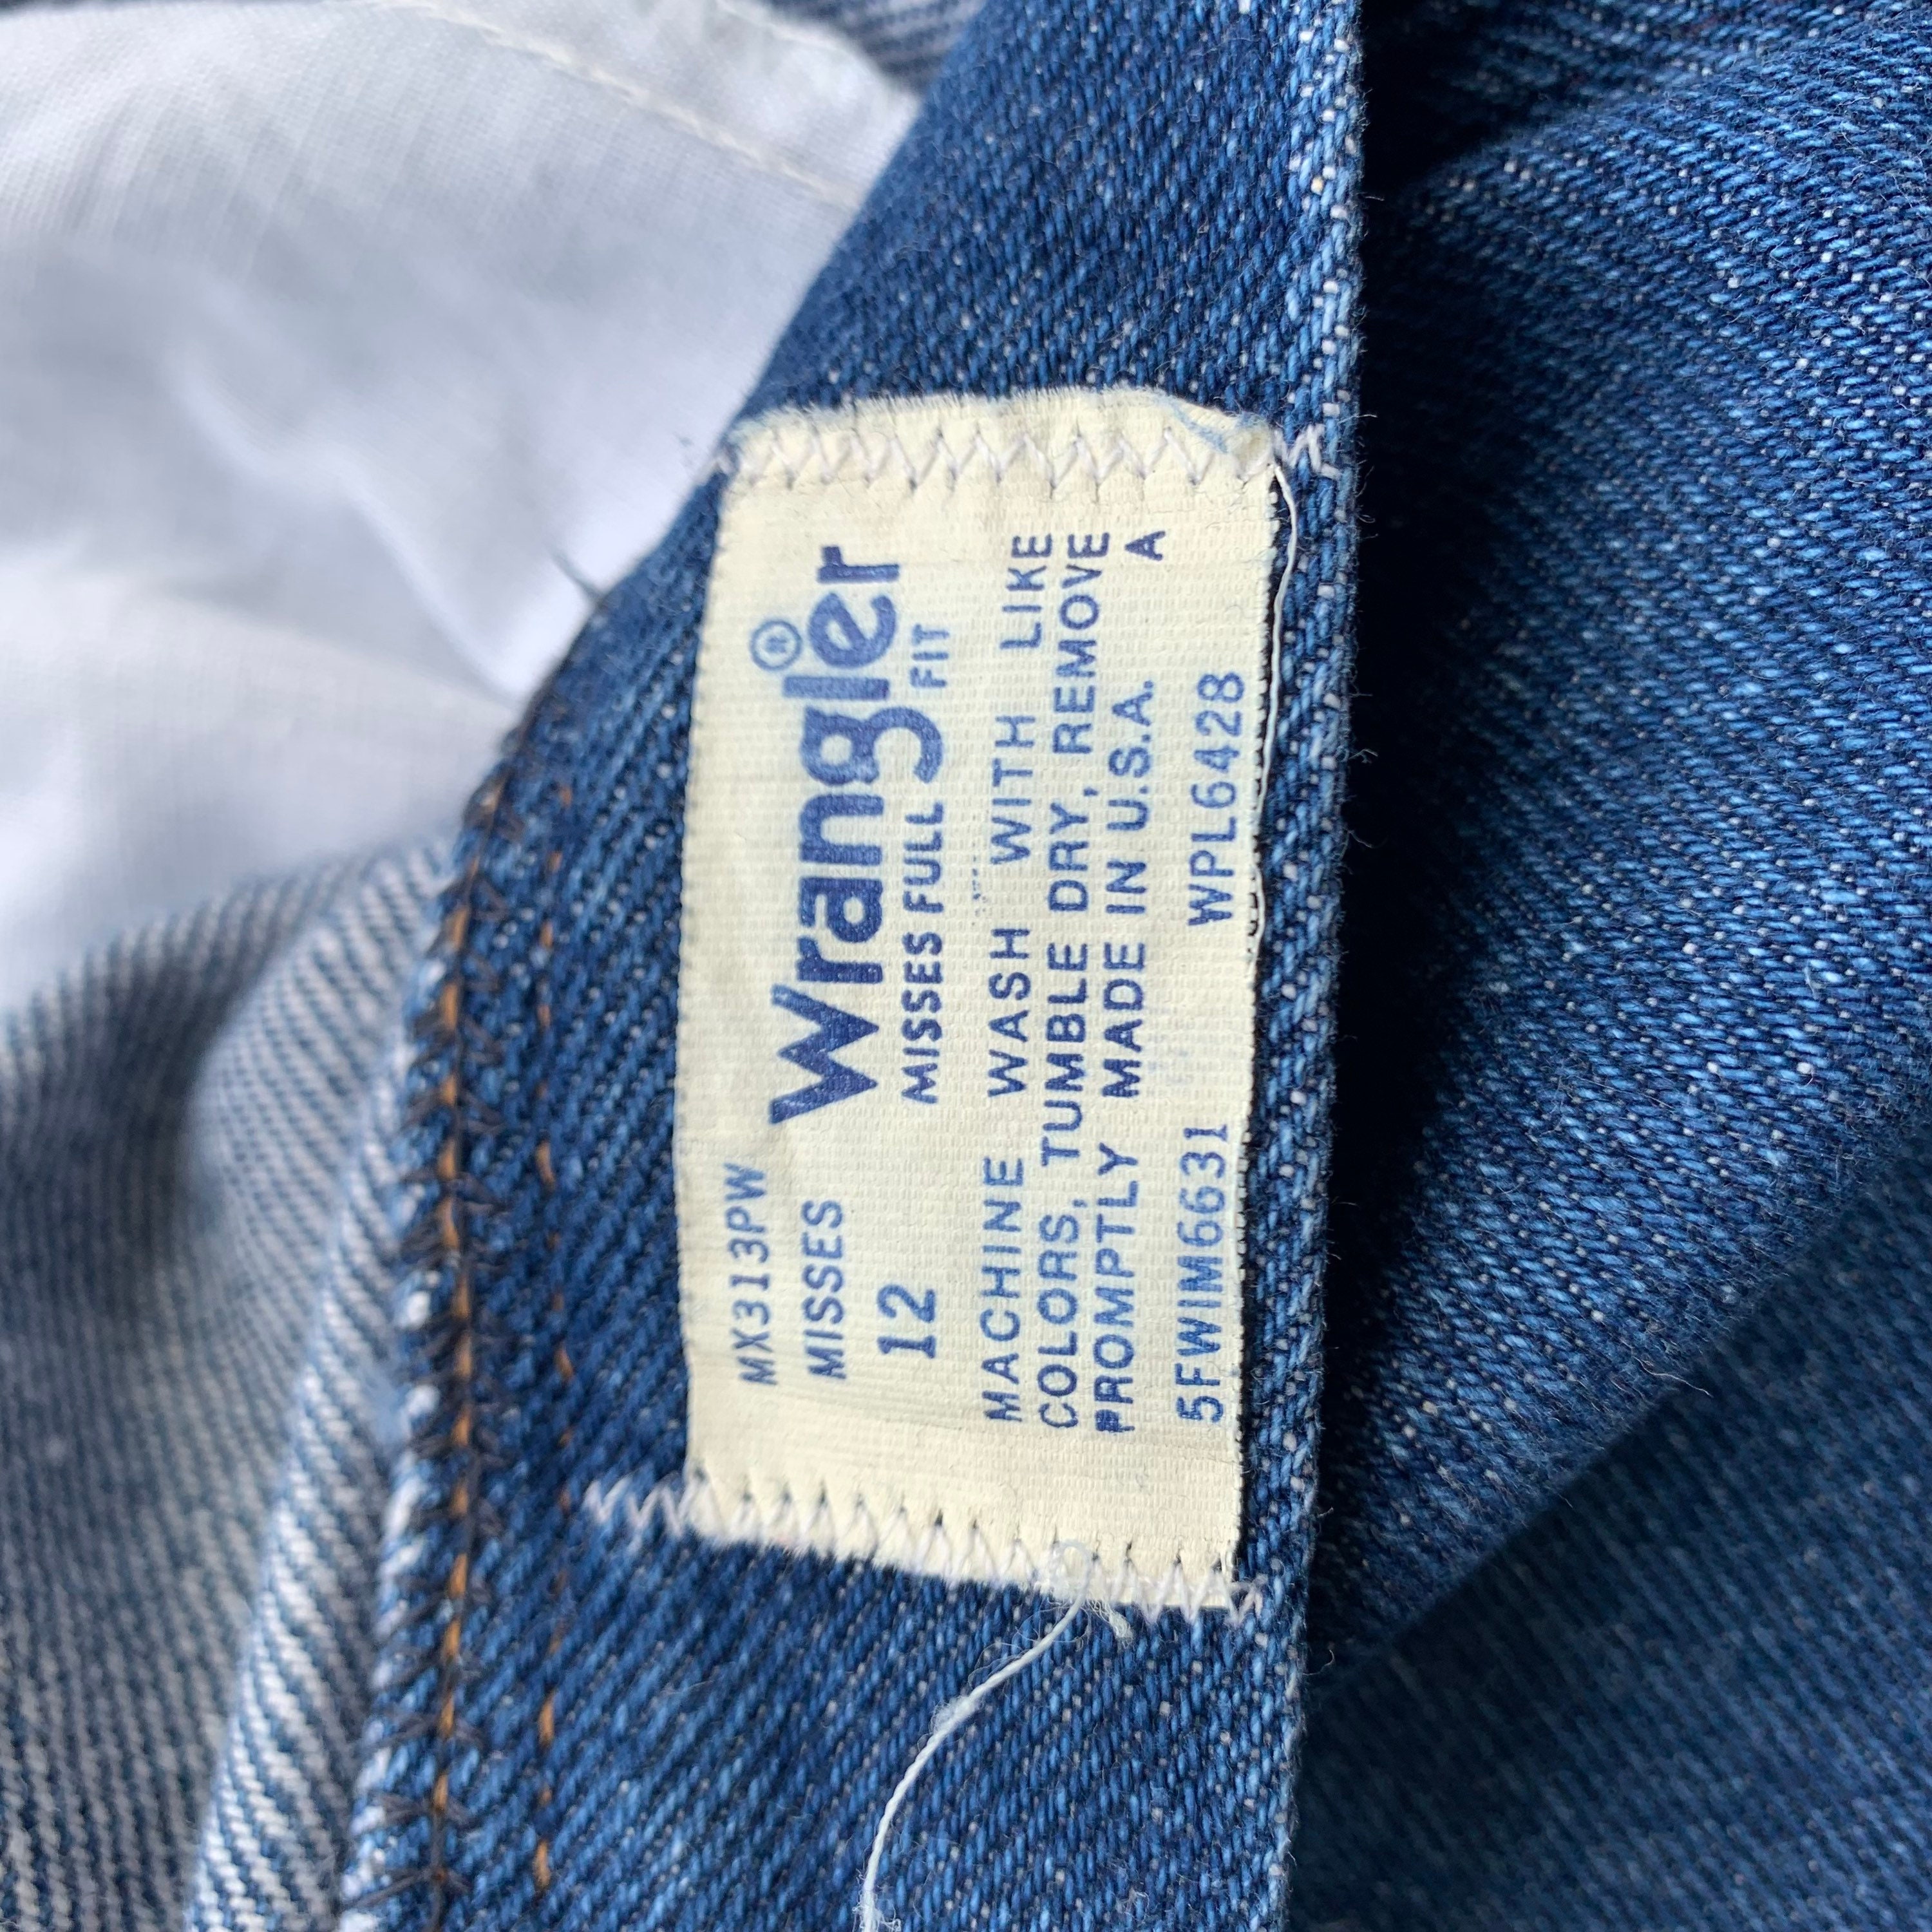 MX313PW
Wrangler®
MISSES
MISSES FULL FIT
12
MACHINE WASH WITH LIKE
COLORS, TUMBLE DRY, REMOVE
PROMPTLY MADE IN U.S.A. A
5FWIM6631 WPL6428